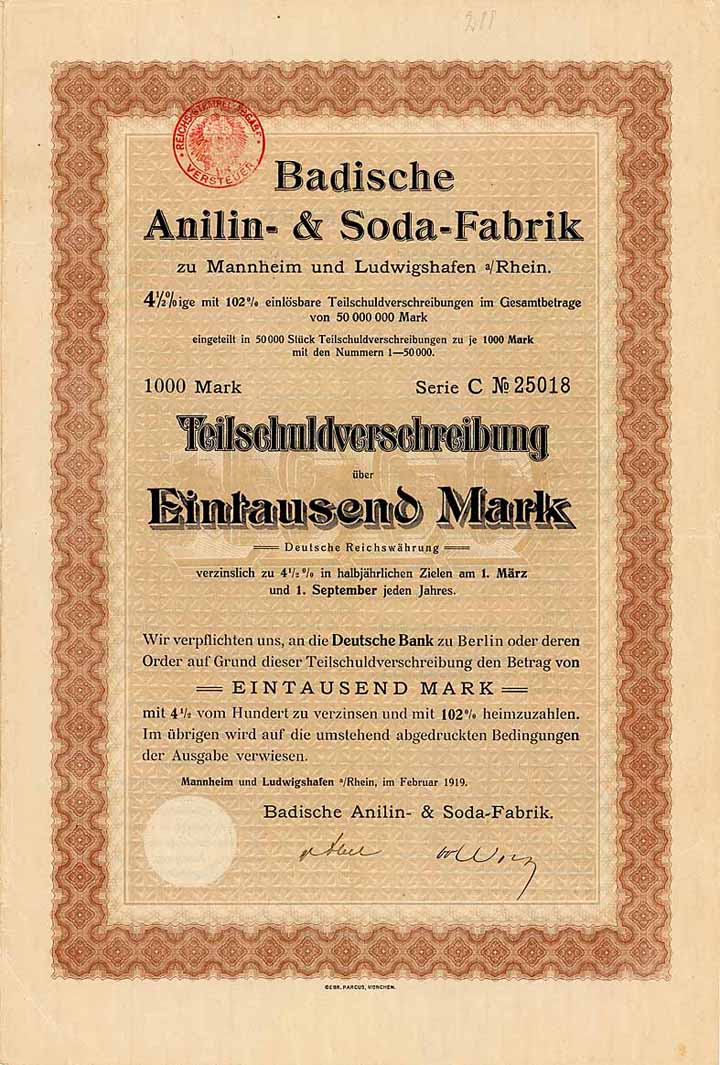 211
REICHSSTEMPELABGABE
VERSTEUERT
Badische
Anilin- & Soda-Fabrik
zu Mannheim und Ludwigshafen a/Rhein.
4½%ige mit 102% einlösbare Teilschuldverschreibungen im Gesamtbetrage
von 50 000 000 Mark
eingeteilt in 50 000 Stück Teilschuldverschreibungen zu je 1000 Mark
mit den Nummern 1—50 000.
1000 Mark Serie C № 25018
Teilschuldverschreibung
über
Eintausend Mark
Deutsche Reichswährung
verzinslich zu 4½% in halbjährlichen Zielen am 1. März
und 1. September jeden Jahres.
Wir verpflichten uns, an die Deutsche Bank zu Berlin oder deren
Order auf Grund dieser Teilschuldverschreibung den Betrag von
EINTAUSEND MARK
mit 4½ vom Hundert zu verzinsen und mit 102% heimzuzahlen.
Im übrigen wird auf die umstehend abgedruckten Bedingungen
der Ausgabe verwiesen.
Mannheim und Ludwigshafen a/Rhein, im Februar 1919.
Badische Anilin- & Soda-Fabrik.
GEBR. PARCUS, MÜNCHEN.